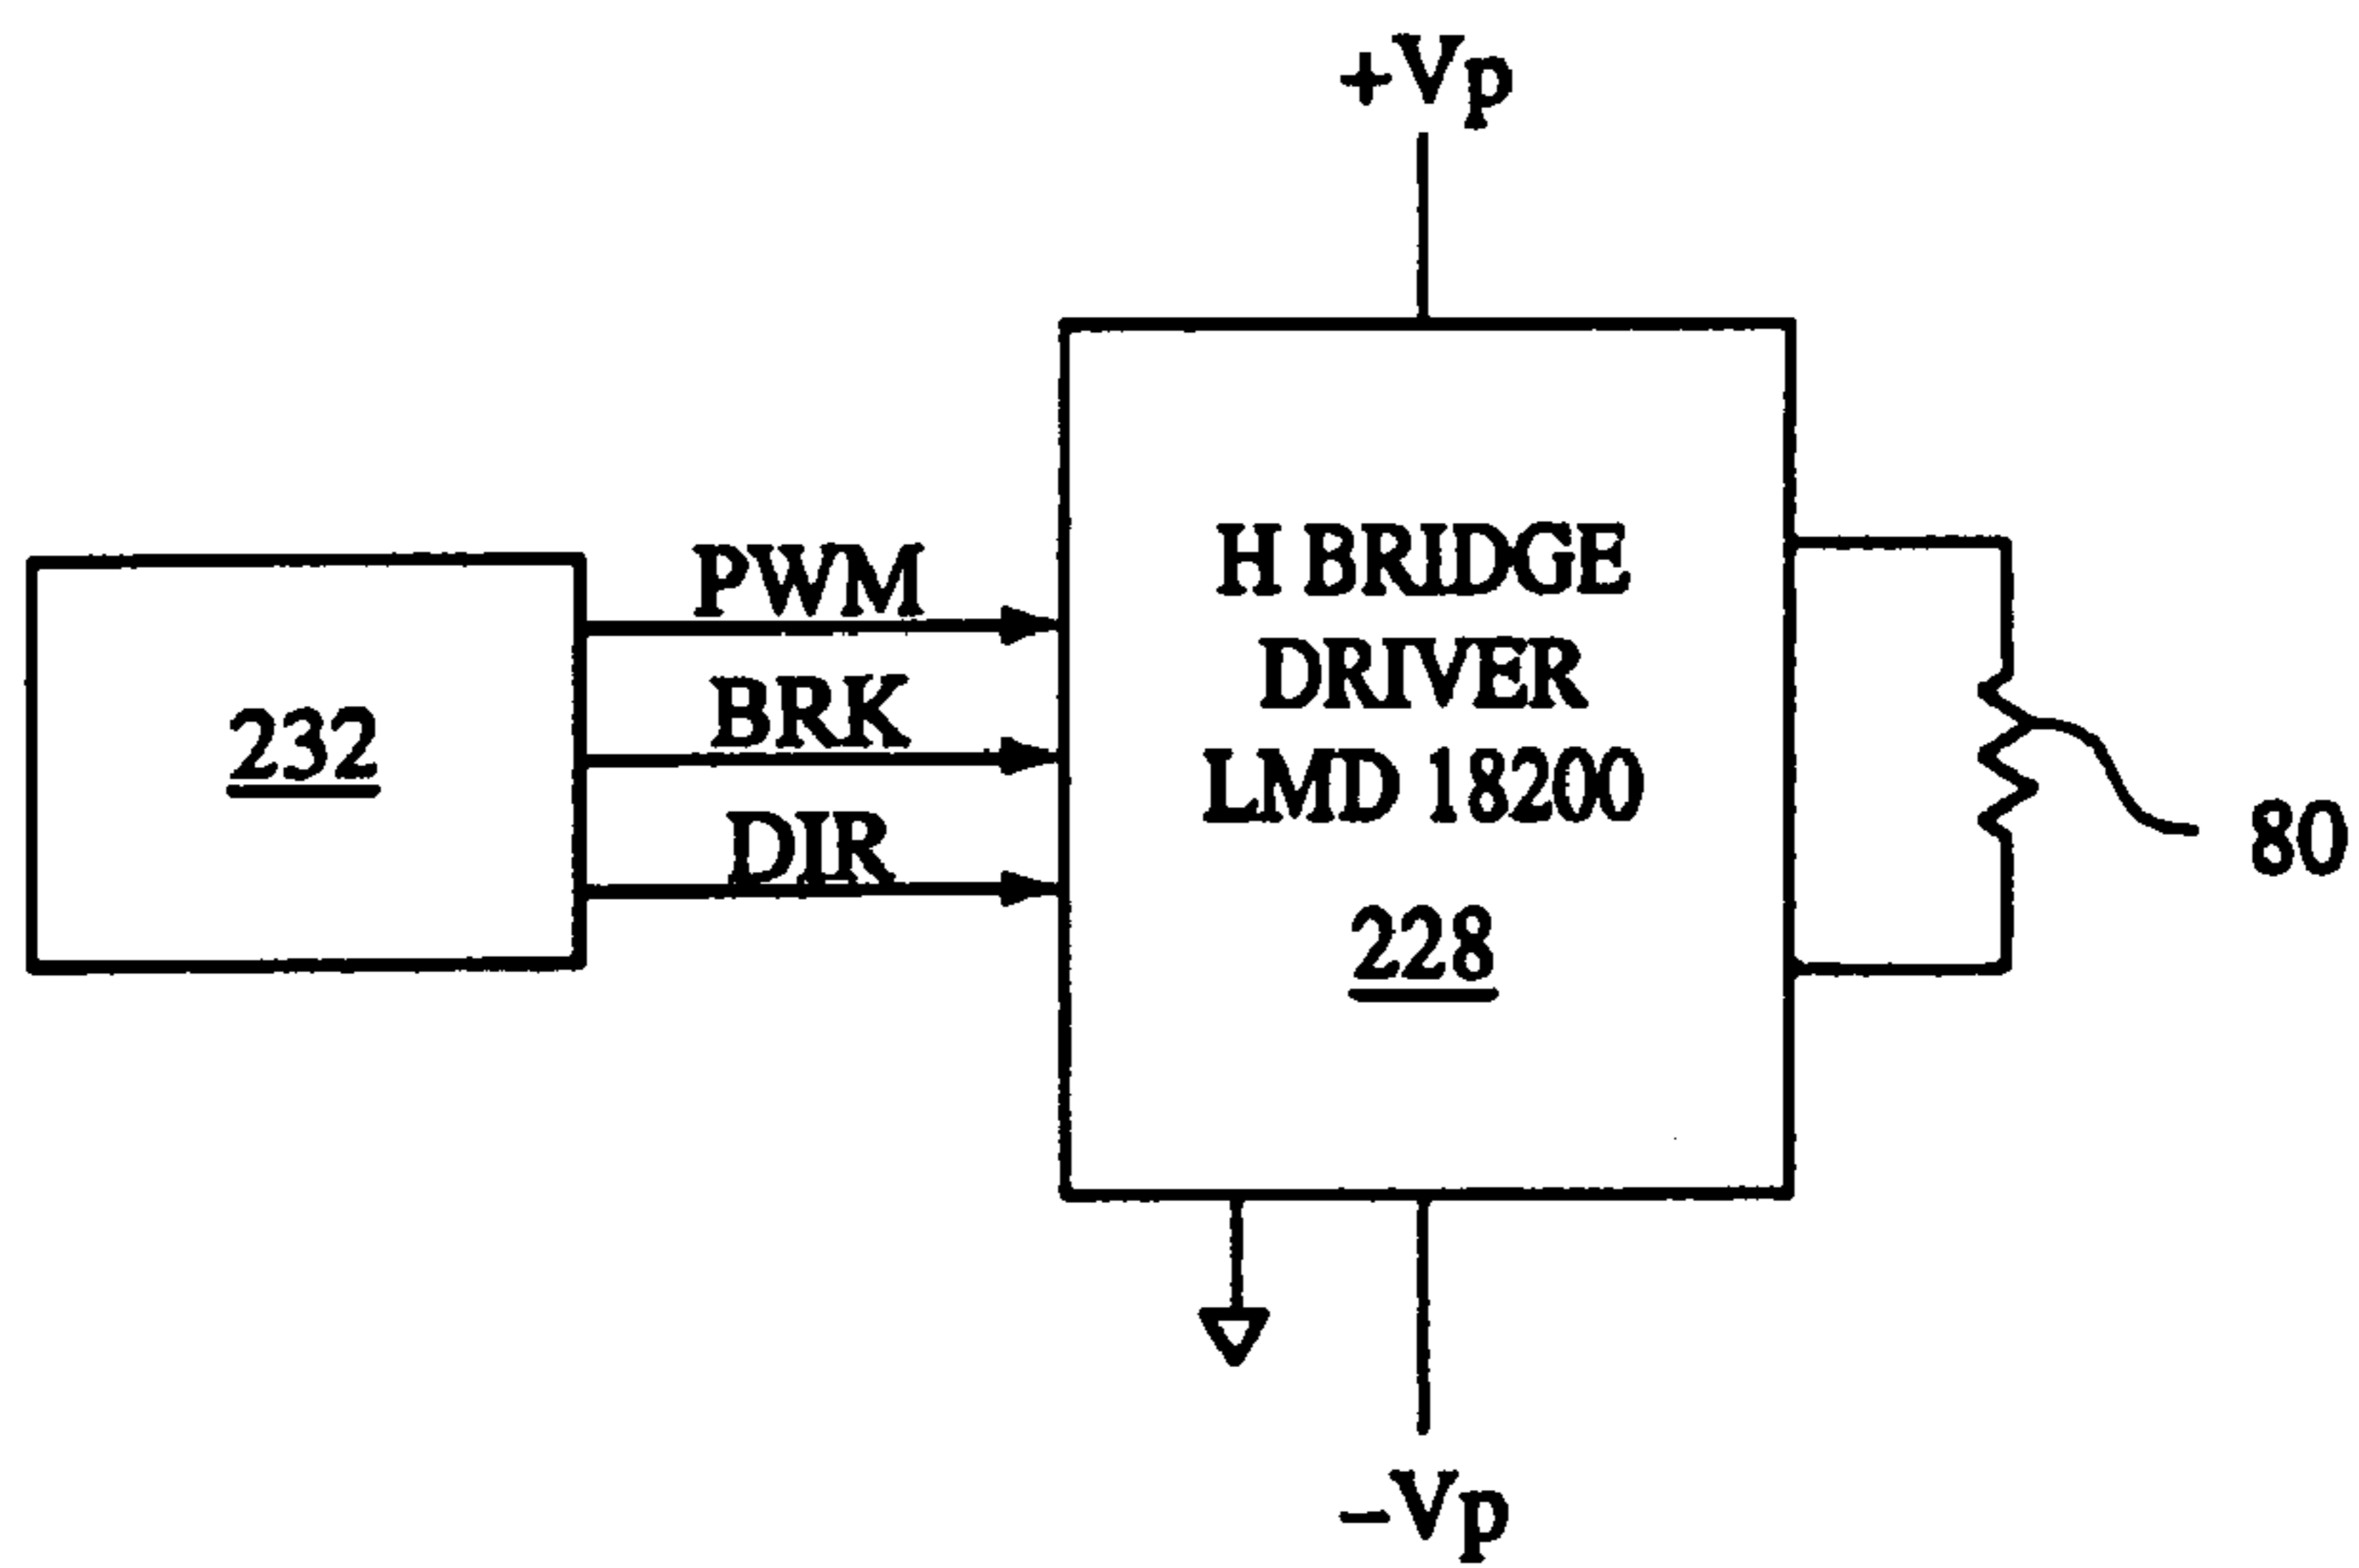 +Vp
232
PWM
BRK
DIR
H BRIDGE
DRIVER
LMD 18200
228
80
−Vp